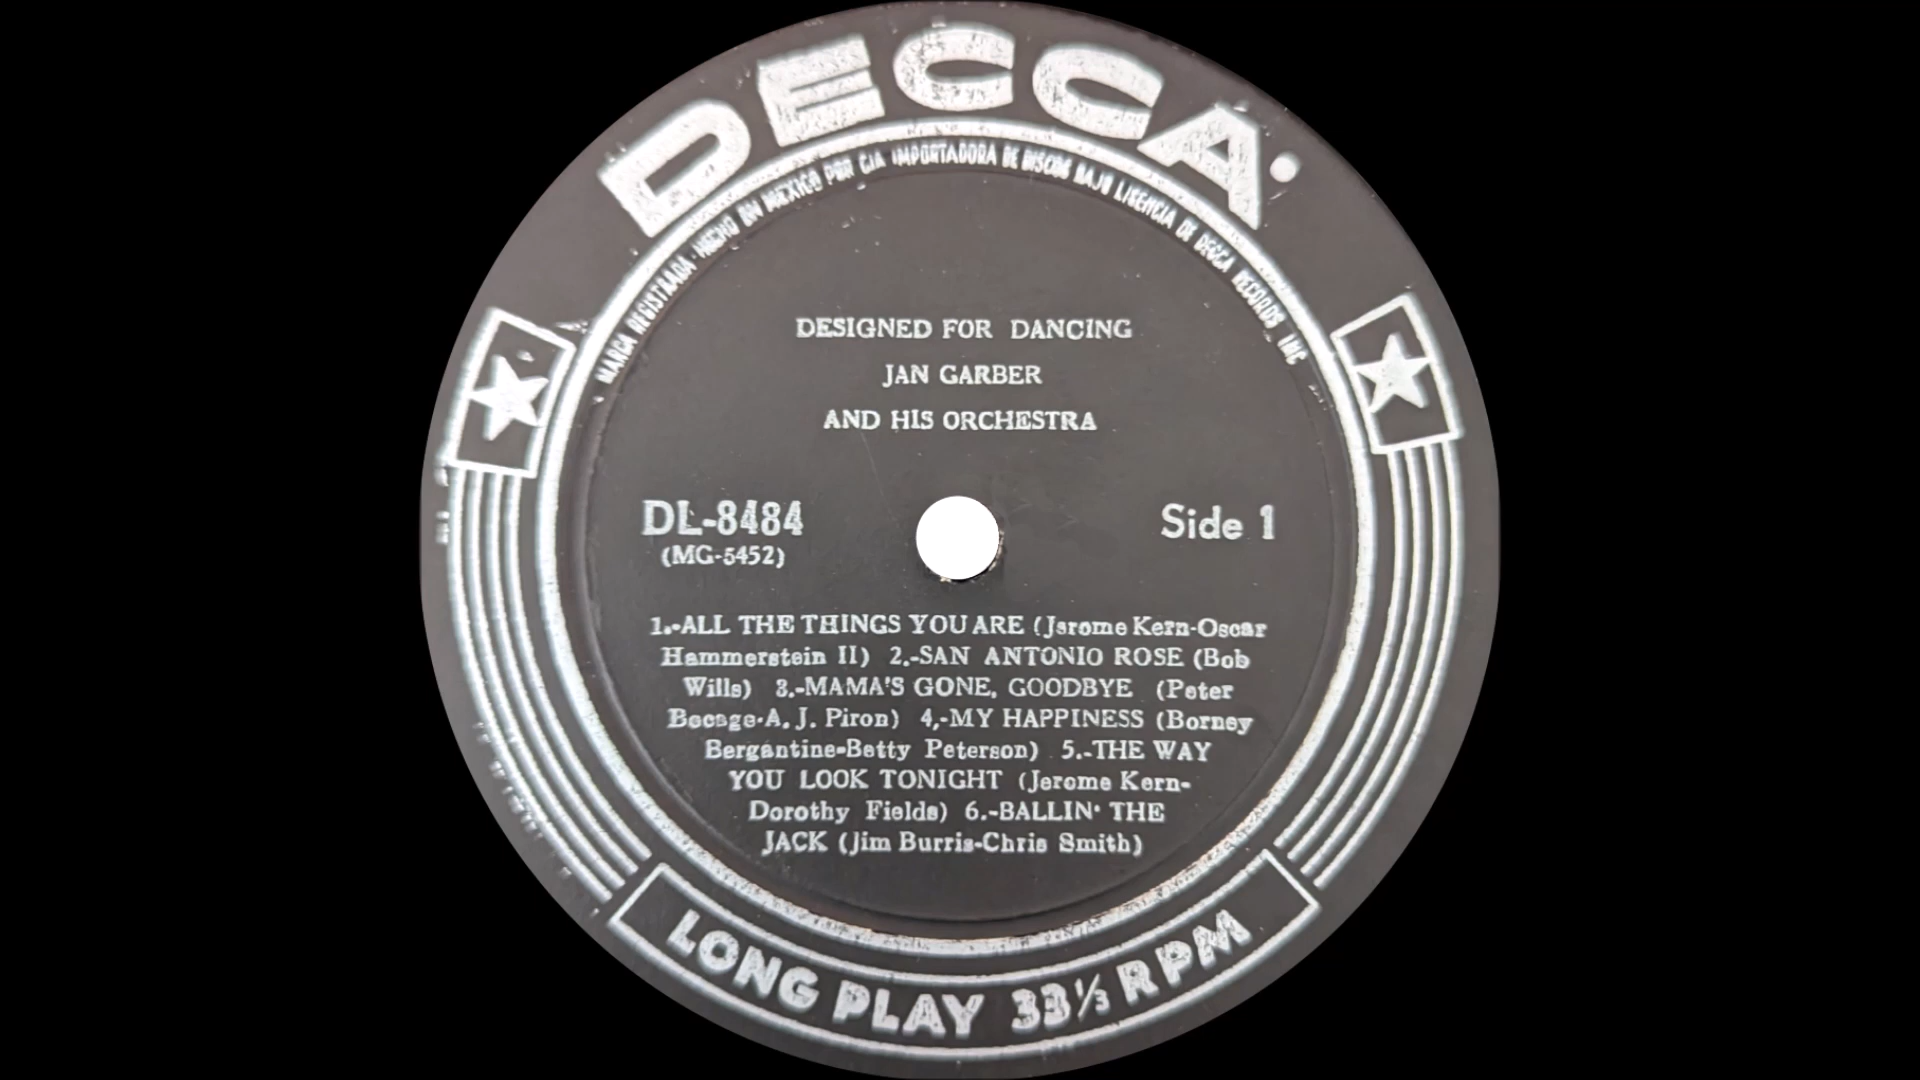 DECCA
MARCA REGISTRADA - HECHO EN MEXICO POR CIA IMPORTADORA DE DISCOS BAJO LISENCIA DE DECCA RECORDS, INC
DESIGNED FOR DANCING
JAN GARBER
AND HIS ORCHESTRA
DL-8484
(MG-5452)
Side 1
1.-ALL THE THINGS YOU ARE (Jerome Kern-Oscar
Hammerstein II) 2.-SAN ANTONIO ROSE (Bob
Wills) 3.-MAMA'S GONE, GOODBYE (Peter
Bocage-A. J. Piron) 4,-MY HAPPINESS (Borney
Bergantine-Betty Peterson) 5.-THE WAY
YOU LOOK TONIGHT (Jerome Kern-
Dorothy Fields) 6.-BALLIN' THE
JACK (Jim Burris-Chris Smith)
LONG PLAY 33 1/3 RPM